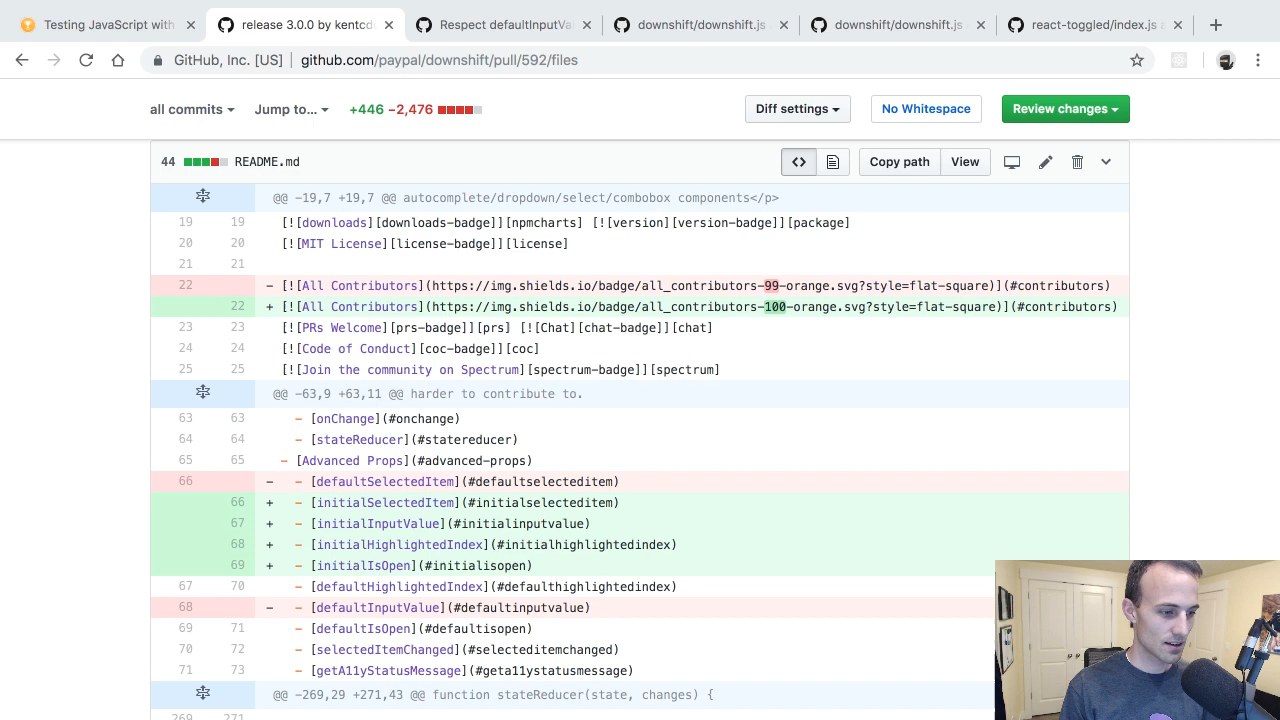 Testing JavaScript with
release 3.0.0 by kentcd
Respect defaultInputVa
downshift/downshift.js
downshift/downshift.js
react-toggled/index.js a
GitHub, Inc. [US] github.com/paypal/downshift/pull/592/files
all commits Jump to... +446 −2,476 Diff settings No Whitespace Review changes
44 README.md <> Copy path View
@@ -19,7 +19,7 @@ autocomplete/dropdown/select/combobox components</p>
19 19 [![downloads][downloads-badge]][npmcharts] [![version][version-badge]][package]
20 20 [![MIT License][license-badge]][license]
21 21
22 - [![All Contributors](https://img.shields.io/badge/all_contributors-99-orange.svg?style=flat-square)](#contributors)
22 + [![All Contributors](https://img.shields.io/badge/all_contributors-100-orange.svg?style=flat-square)](#contributors)
23 23 [![PRs Welcome][prs-badge]][prs] [![Chat][chat-badge]][chat]
24 24 [![Code of Conduct][coc-badge]][coc]
25 25 [![Join the community on Spectrum][spectrum-badge]][spectrum]
@@ -63,9 +63,11 @@ harder to contribute to.
63 63 - [onChange](#onchange)
64 64 - [stateReducer](#statereducer)
65 65 - [Advanced Props](#advanced-props)
66 - - [defaultSelectedItem](#defaultselecteditem)
66 + - [initialSelectedItem](#initialselecteditem)
67 + - [initialInputValue](#initialinputvalue)
68 + - [initialHighlightedIndex](#initialhighlightedindex)
69 + - [initialIsOpen](#initialisopen)
67 70 - [defaultHighlightedIndex](#defaulthighlightedindex)
68 - - [defaultInputValue](#defaultinputvalue)
69 71 - [defaultIsOpen](#defaultisopen)
70 72 - [selectedItemChanged](#selecteditemchanged)
71 73 - [getA11yStatusMessage](#geta11ystatusmessage)
@@ -269,29 +271,43 @@ function stateReducer(state, changes) {
269 271